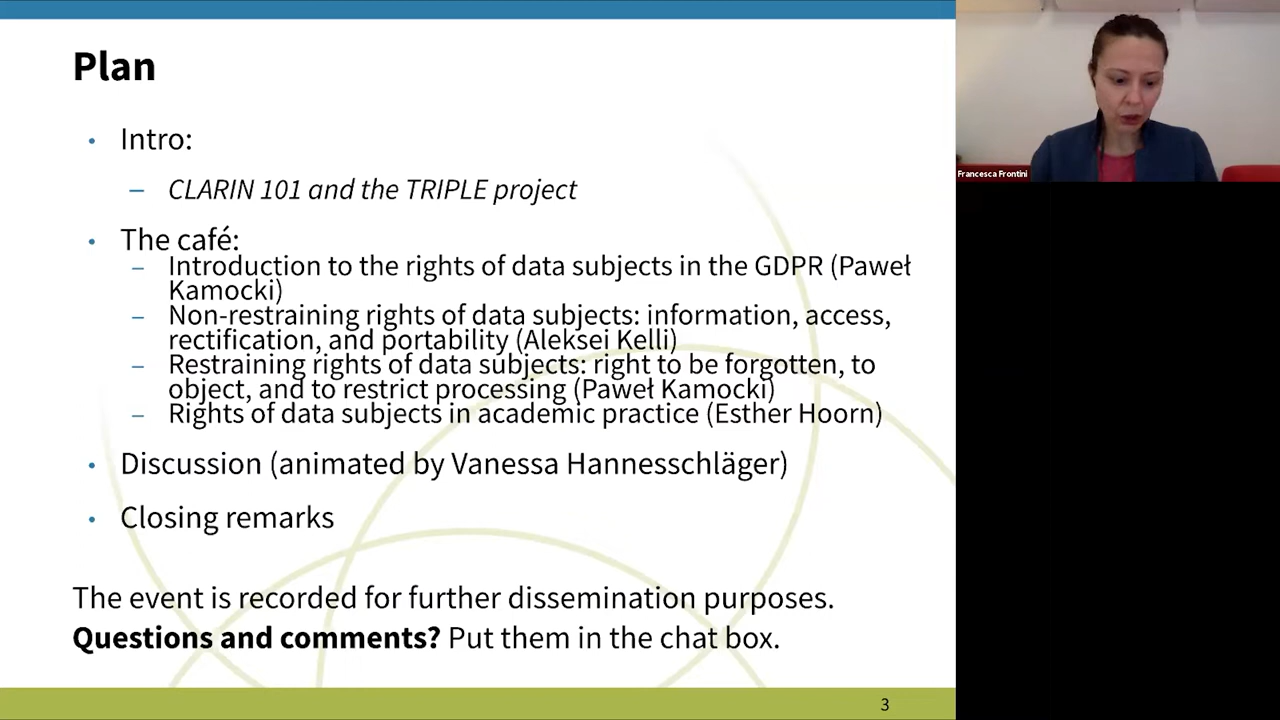 Plan
Intro:
CLARIN 101 and the TRIPLE project
The café:
Introduction to the rights of data subjects in the GDPR (Paweł
Kamocki)
Non-restraining rights of data subjects: information, access,
rectification, and portability (Aleksei Kelli)
Restraining rights of data subjects: right to be forgotten, to
object, and to restrict processing (Paweł Kamocki)
Rights of data subjects in academic practice (Esther Hoorn)
Discussion (animated by Vanessa Hannesschläger)
Closing remarks
The event is recorded for further dissemination purposes.
Questions and comments? Put them in the chat box.
3
Francesca Frontini